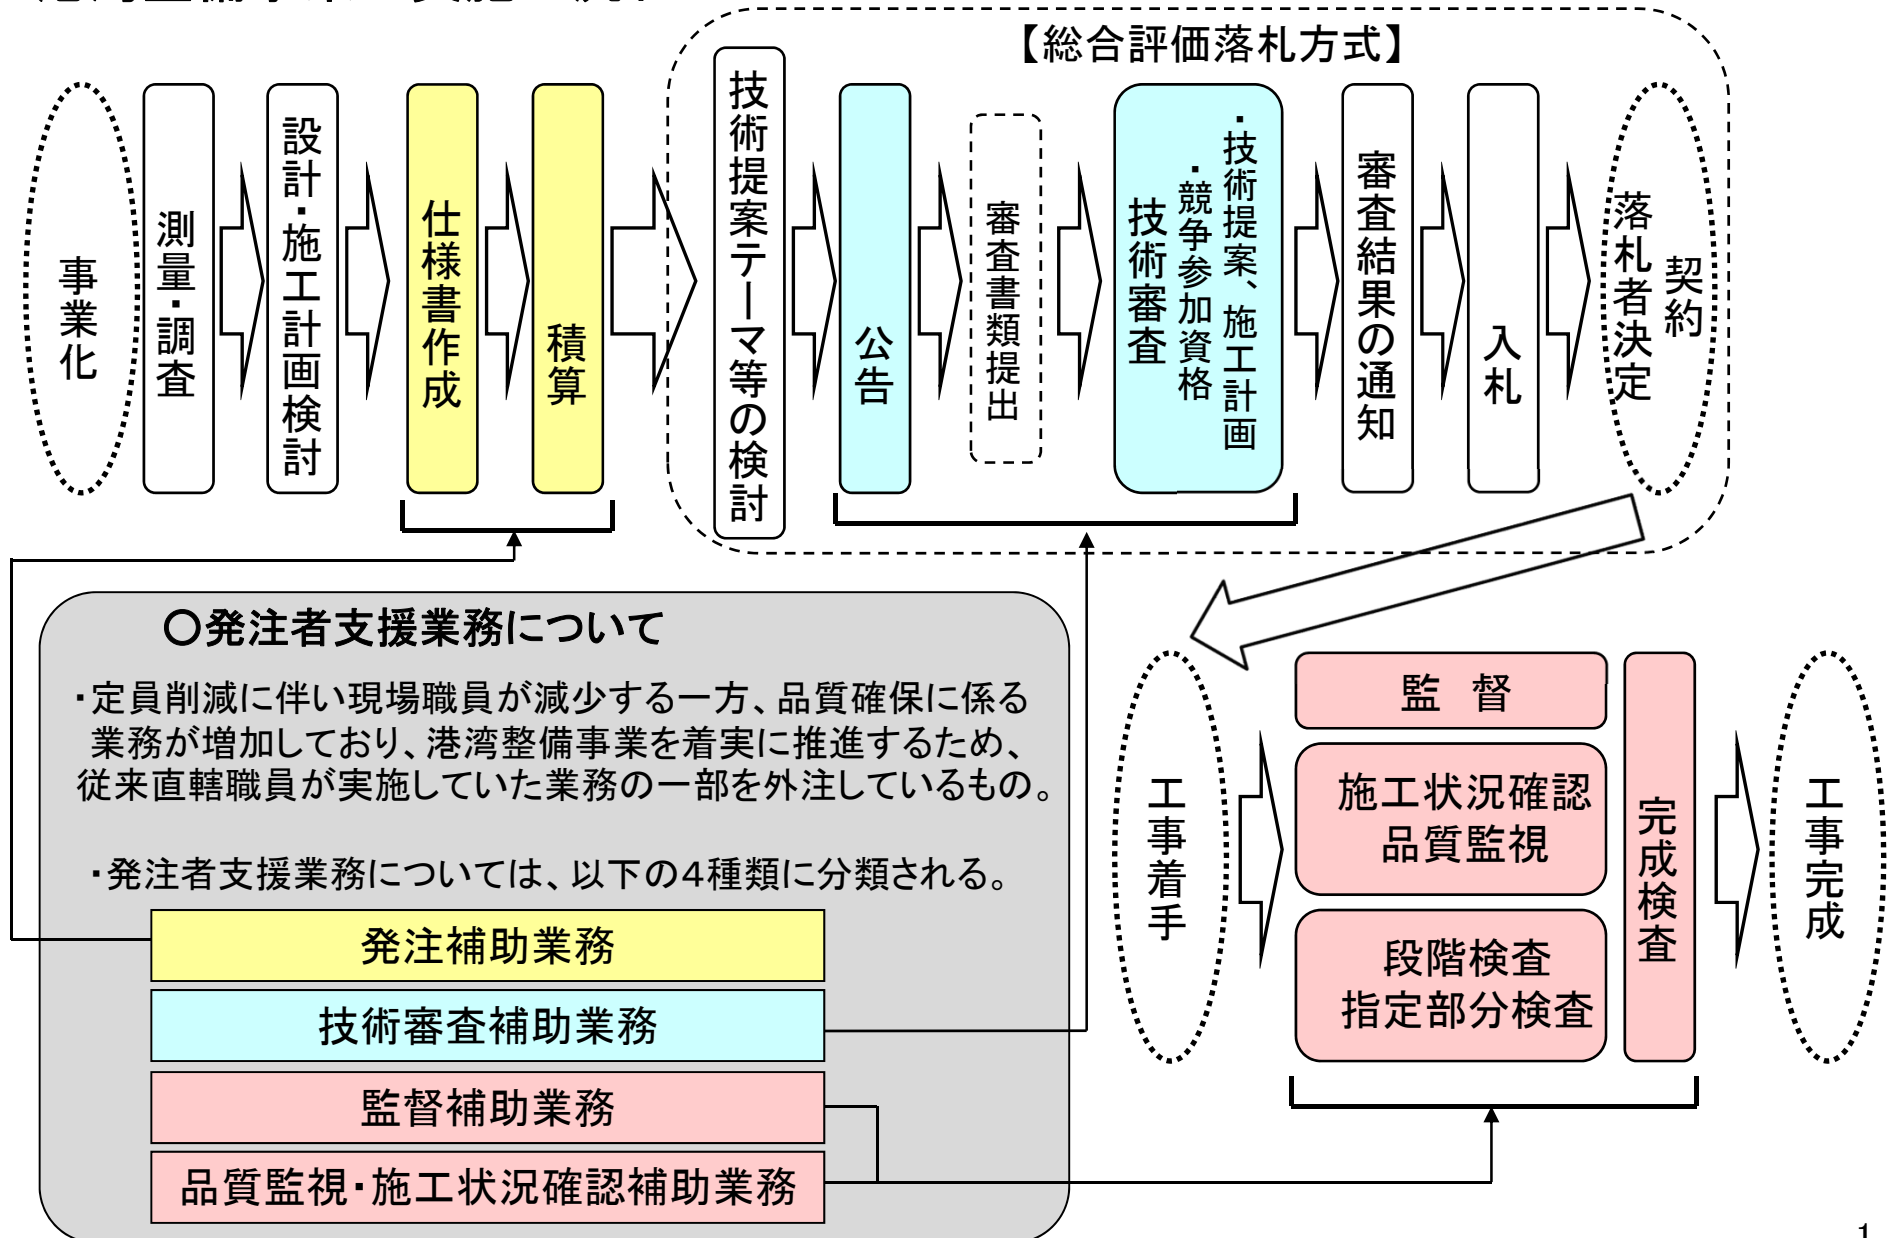 【総合評価落札方式】
事業化
測量・調査
設計・施工計画検討
仕様書作成
積算
技術提案テーマ等の検討
公告
審査書類提出
・技術提案、施工計画
・競争参加資格
技術審査
審査結果の通知
入札
契約
落札者決定
〇発注者支援業務について
・定員削減に伴い現場職員が減少する一方、品質確保に係る
業務が増加しており、港湾整備事業を着実に推進するため、
従来直轄職員が実施していた業務の一部を外注しているもの。
・発注者支援業務については、以下の4種類に分類される。
発注補助業務
技術審査補助業務
監督補助業務
品質監視・施工状況確認補助業務
工事着手
監 督
施工状況確認
品質監視
段階検査
指定部分検査
完成検査
工事完成
1